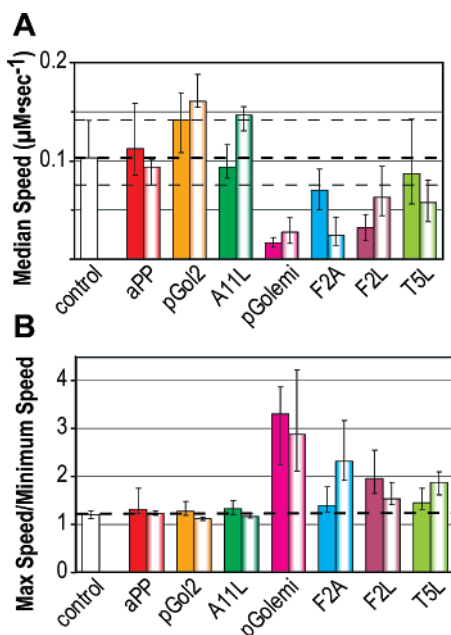 A
Median Speed (µM•sec⁻¹)
0.2
0.1
control
aPP
pGol2
A11L
pGolemi
F2A
F2L
T5L
B
Max Speed/Minimum Speed
4
3
2
1
0
control
aPP
pGol2
A11L
pGolemi
F2A
F2L
T5L